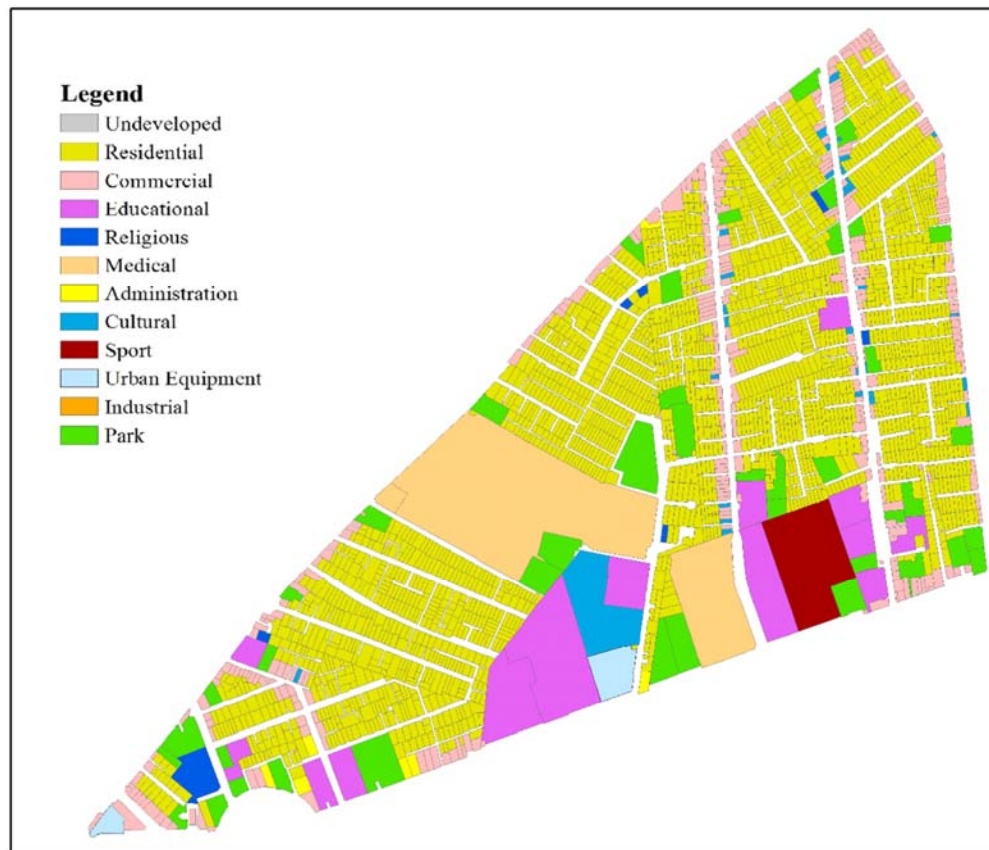 Legend
Undeveloped
Residential
Commercial
Educational
Religious
Medical
Administration
Cultural
Sport
Urban Equipment
Industrial
Park